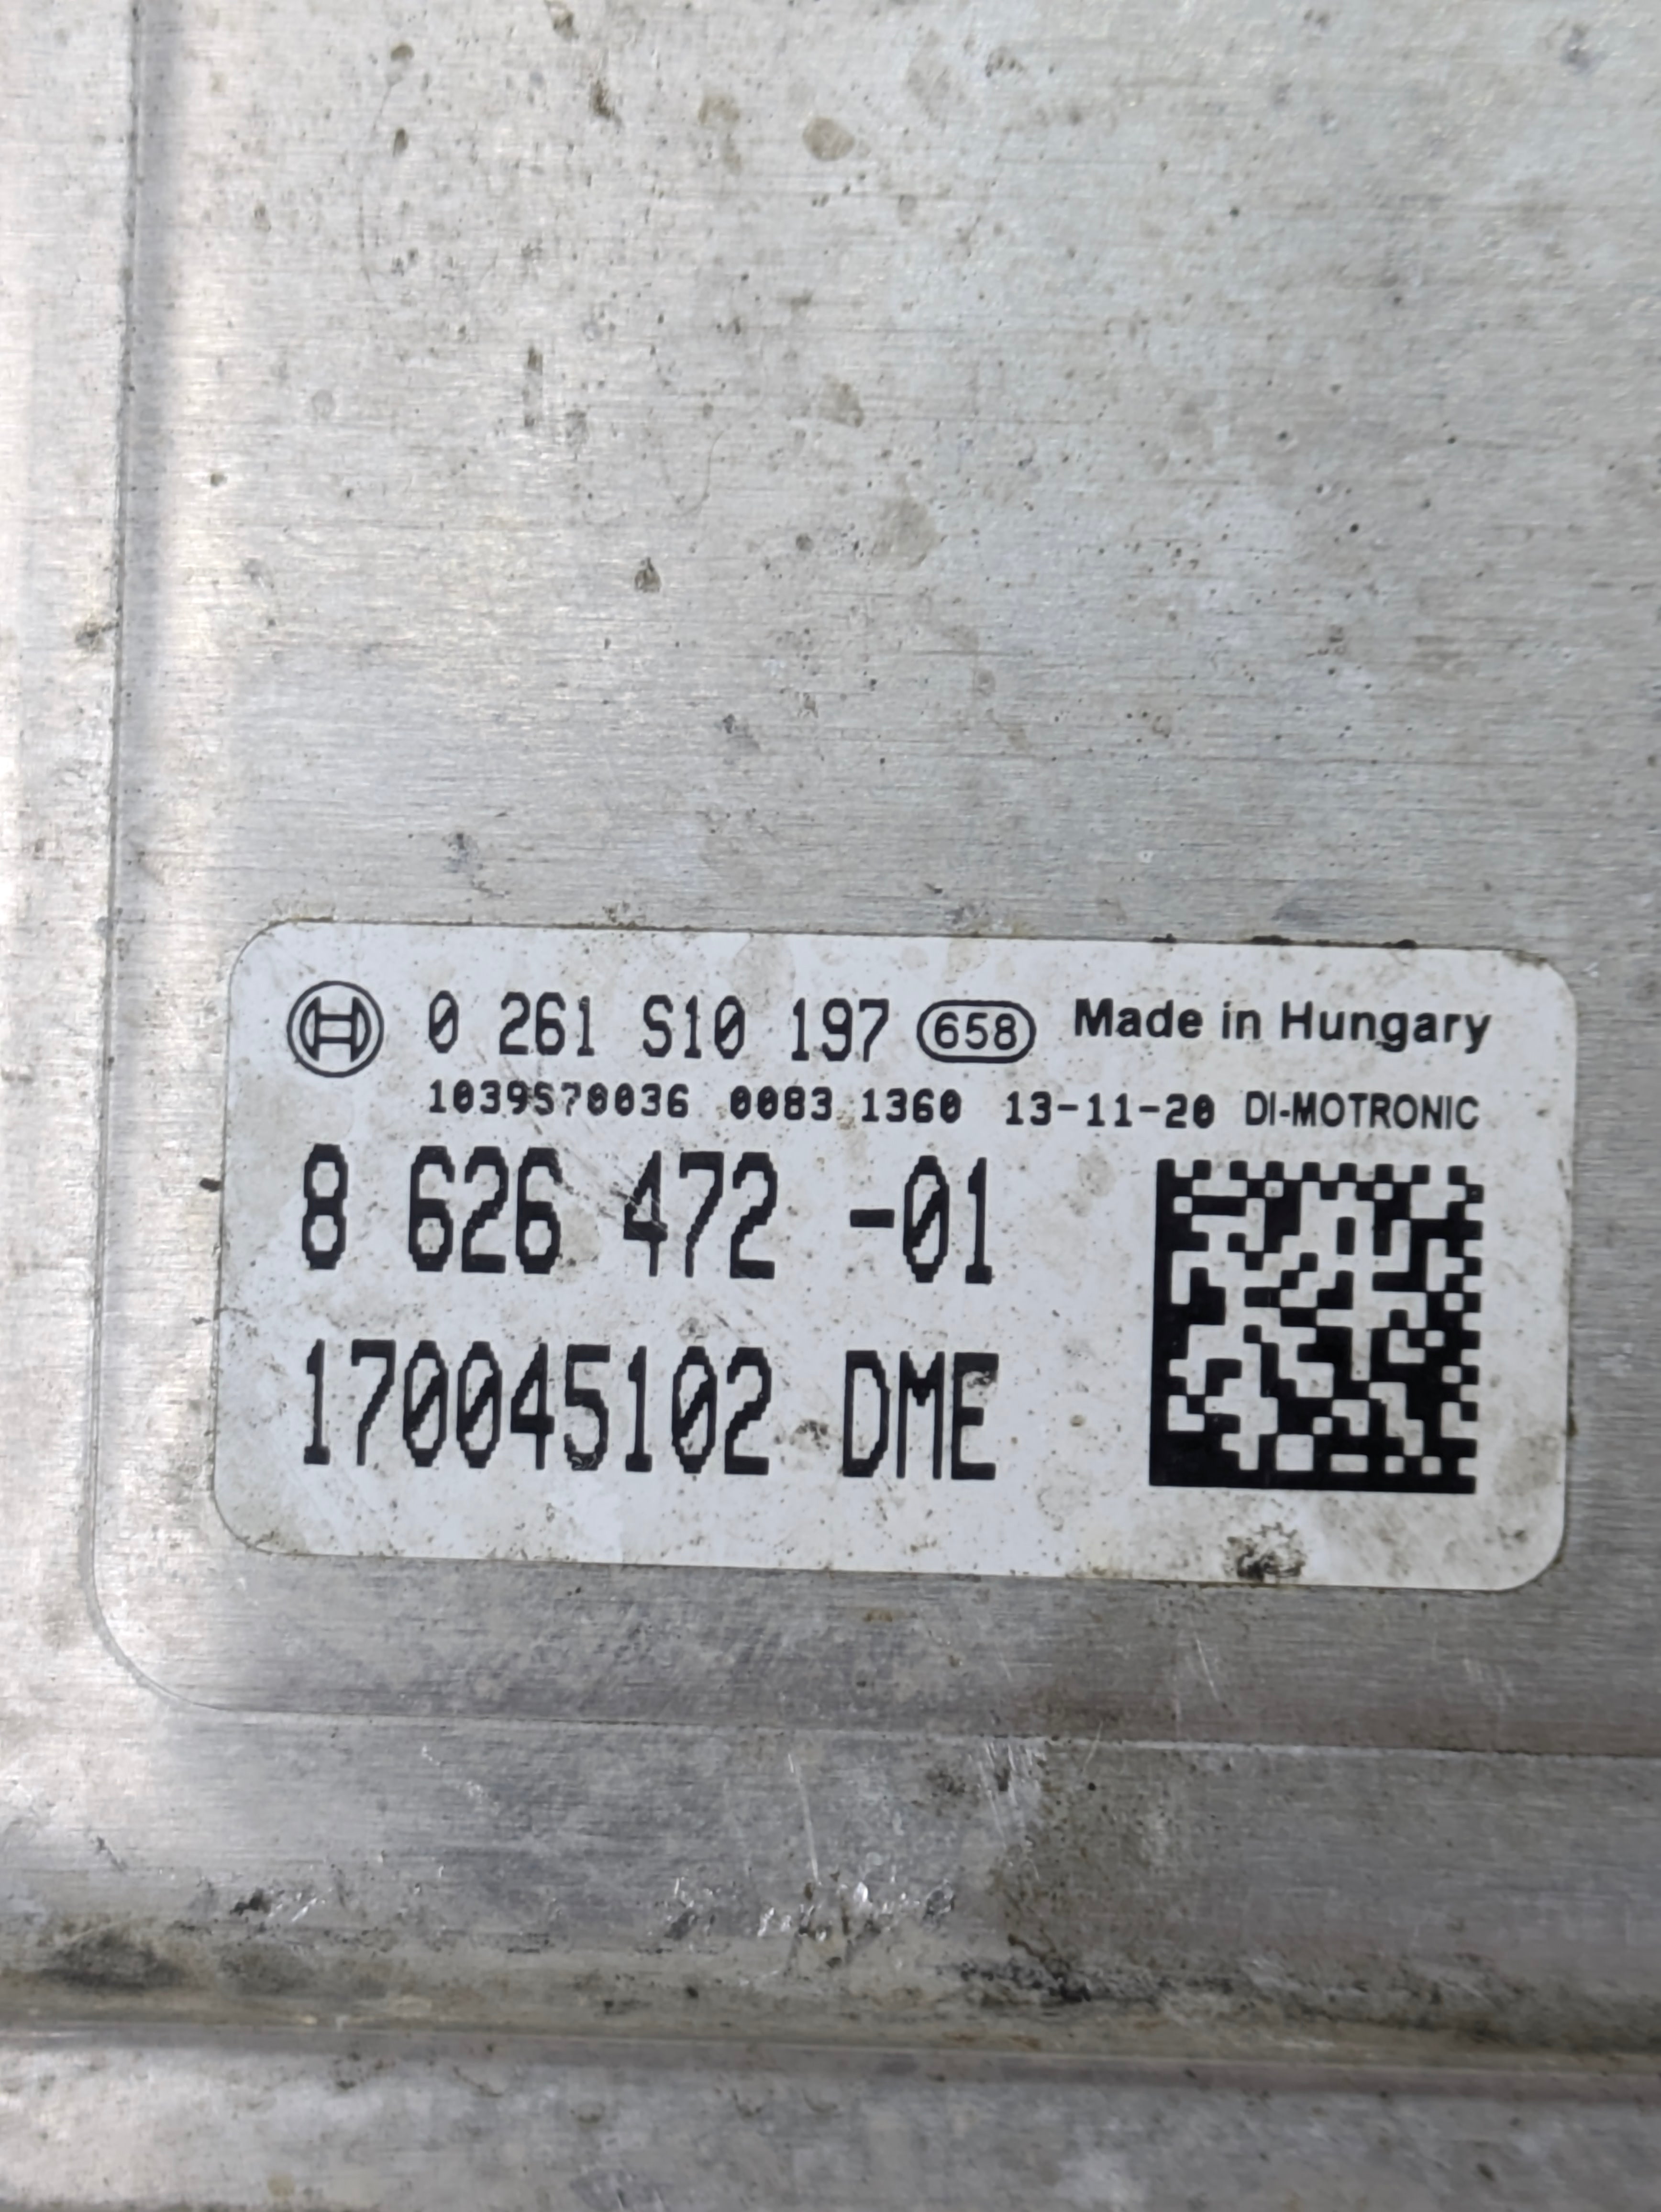 0 261 S10 197 658 Made in Hungary
1039S70036 0083 1360 13-11-20 DI-MOTRONIC
8 626 472 -01
170045102 DME